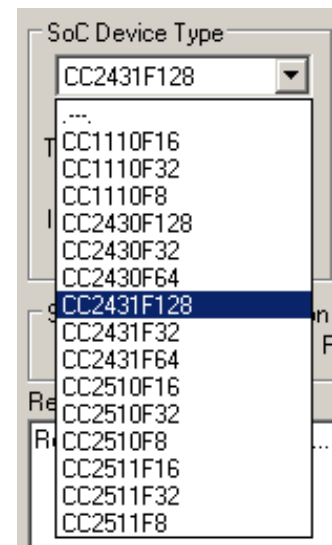 SoC Device Type
CC2431F128
.---.
CC1110F16
CC1110F32
CC1110F8
CC2430F128
CC2430F32
CC2430F64
CC2431F128
CC2431F32
CC2431F64
CC2510F16
CC2510F32
CC2510F8
CC2511F16
CC2511F32
CC2511F8